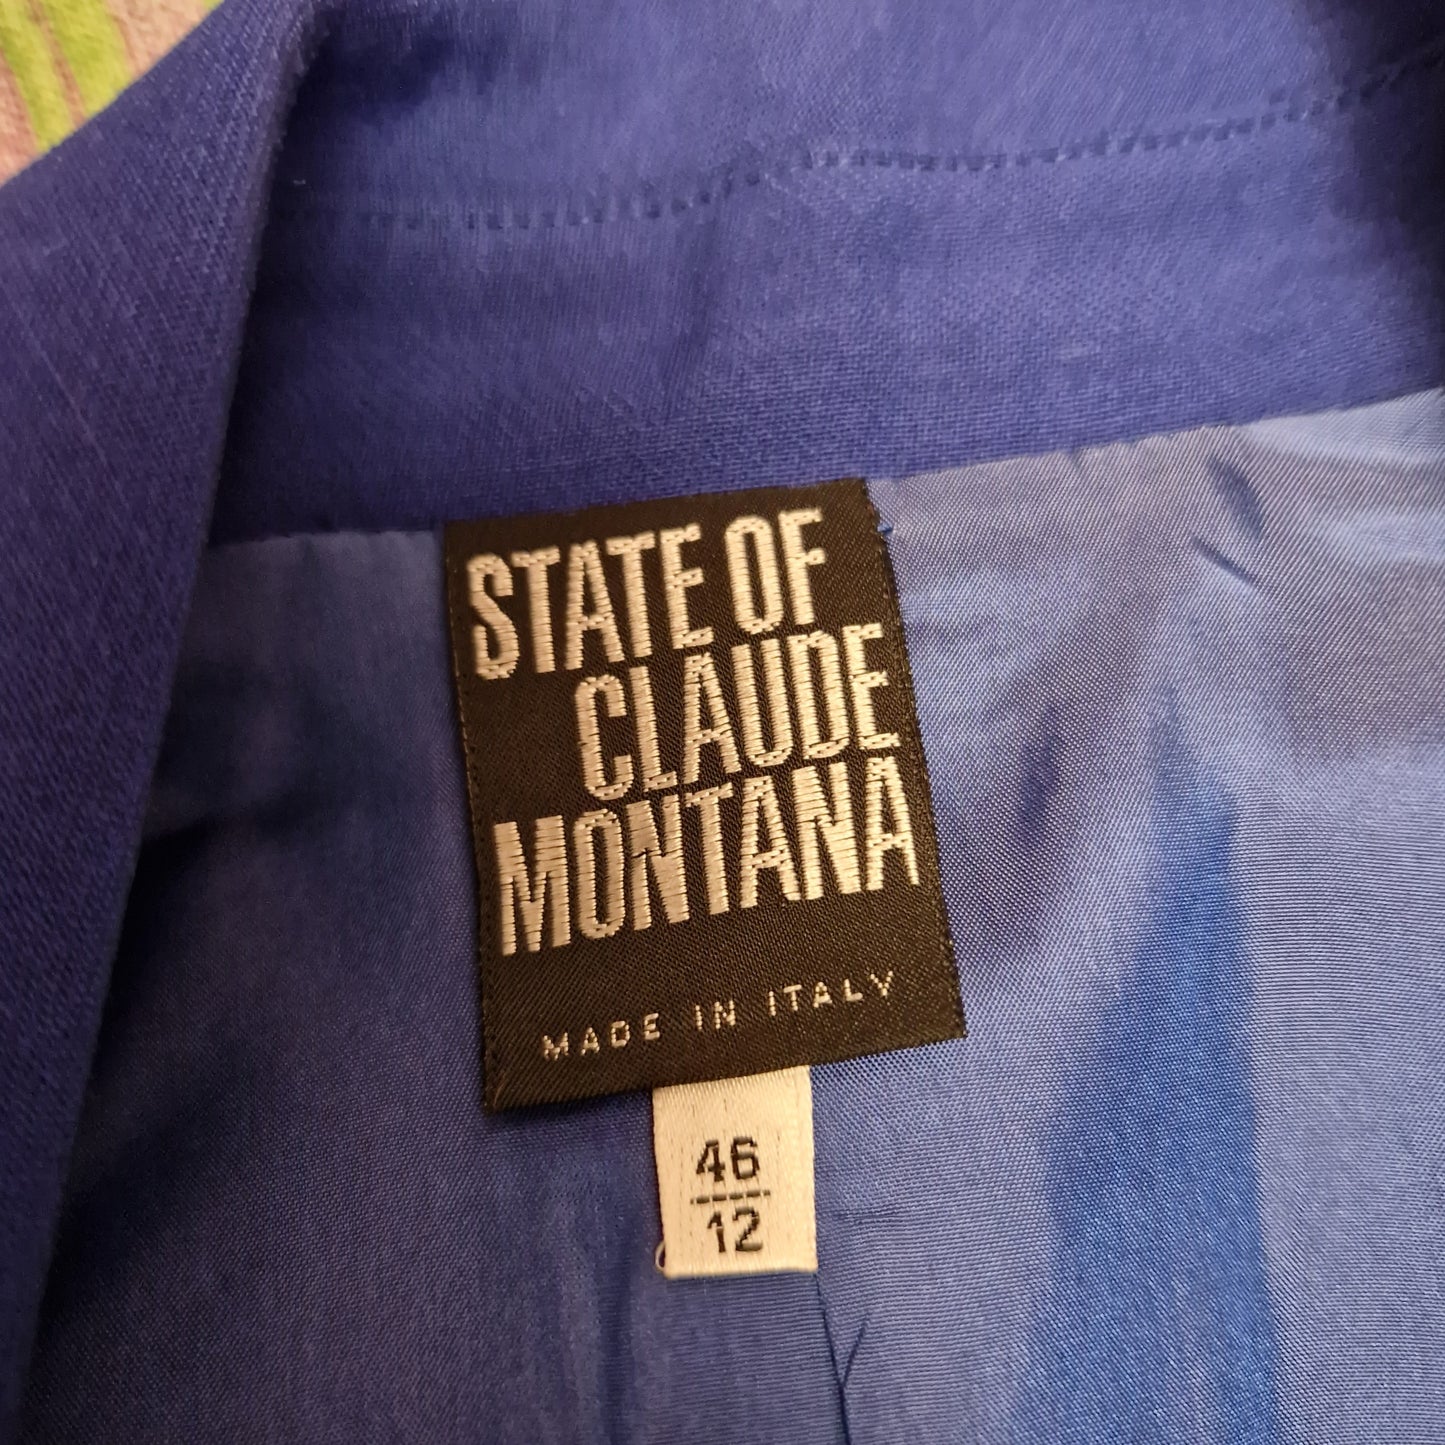 STATE OF
CLAUDE
MONTANA
MADE IN ITALY
46
12